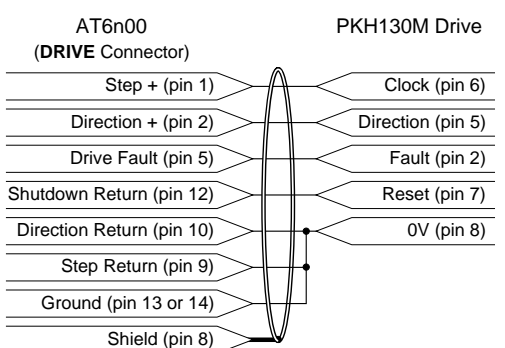 AT6n00 PKH130M Drive
(DRIVE Connector)
Step + (pin 1) Clock (pin 6)
Direction + (pin 2) Direction (pin 5)
Drive Fault (pin 5) Fault (pin 2)
Shutdown Return (pin 12) Reset (pin 7)
Direction Return (pin 10) 0V (pin 8)
Step Return (pin 9)
Ground (pin 13 or 14)
Shield (pin 8)